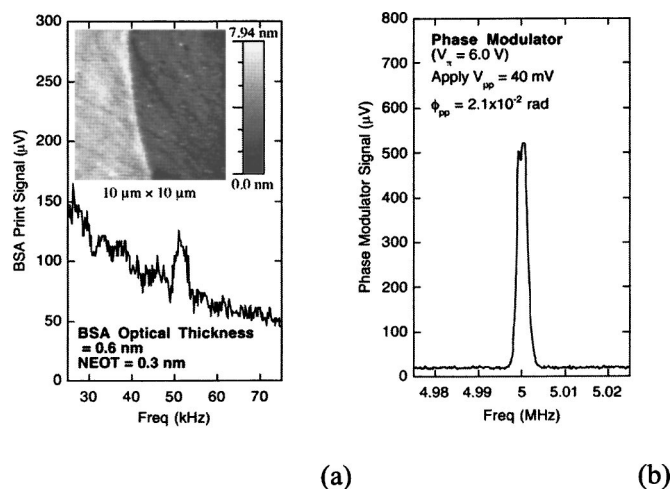 7.94 nm
0.0 nm
10 μm × 10 μm
300
250
200
150
100
50
0
BSA Print Signal (μV)
BSA Optical Thickness
= 0.6 nm
NEOT = 0.3 nm
30 40 50 60 70
Freq (kHz)
(a)
Phase Modulator
(Vπ = 6.0 V)
Apply Vpp = 40 mV
ϕpp = 2.1x10-2 rad
800
700
600
500
400
300
200
100
0
Phase Modulator Signal (μV)
4.98 4.99 5 5.01 5.02
Freq (MHz)
(b)